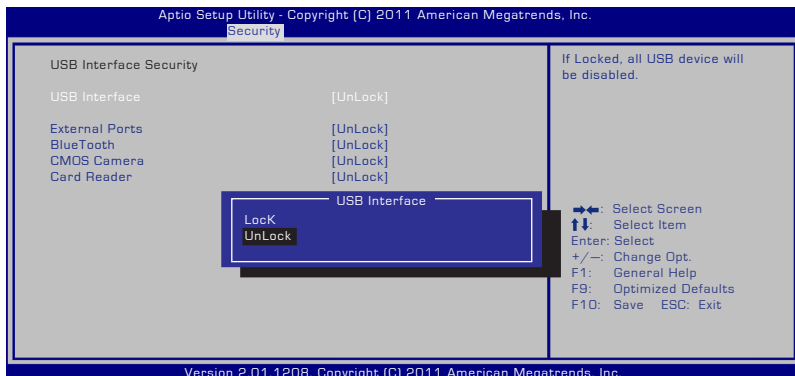 Aptio Setup Utility - Copyright (C) 2011 American Megatrends, Inc.
Security
USB Interface Security
USB Interface [UnLock]
External Ports [UnLock]
BlueTooth [UnLock]
CMOS Camera [UnLock]
Card Reader [UnLock]
USB Interface
LocK
UnLock
If Locked, all USB device will
be disabled.
→←: Select Screen
↑↓: Select Item
Enter: Select
+/—: Change Opt.
F1: General Help
F9: Optimized Defaults
F10: Save ESC: Exit
Version 2.01.1208. Copyright (C) 2011 American Megatrends, Inc.